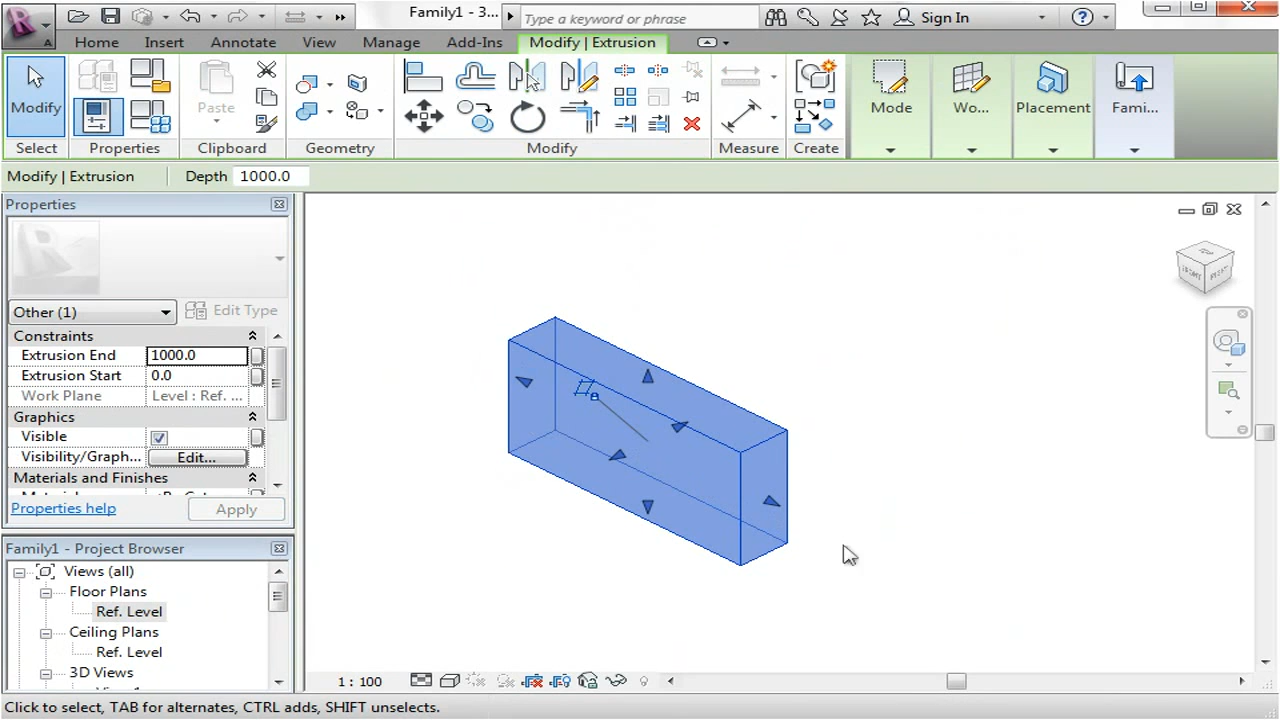 Family1 - 3...
Type a keyword or phrase
Sign In
Home Insert Annotate View Manage Add-Ins Modify | Extrusion
Modify
Paste
Mode
Wo...
Placement
Fami...
Select Properties Clipboard Geometry Modify Measure Create
Modify | Extrusion Depth 1000.0
Properties
Other (1) Edit Type
Constraints
Extrusion End 1000.0
Extrusion Start 0.0
Work Plane Level : Ref. ...
Graphics
Visible
Visibility/Graph... Edit...
Materials and Finishes
Properties help Apply
Family1 - Project Browser
Views (all)
Floor Plans
Ref. Level
Ceiling Plans
Ref. Level
3D Views
FRONT RIGHT
1 : 100
Click to select, TAB for alternates, CTRL adds, SHIFT unselects.